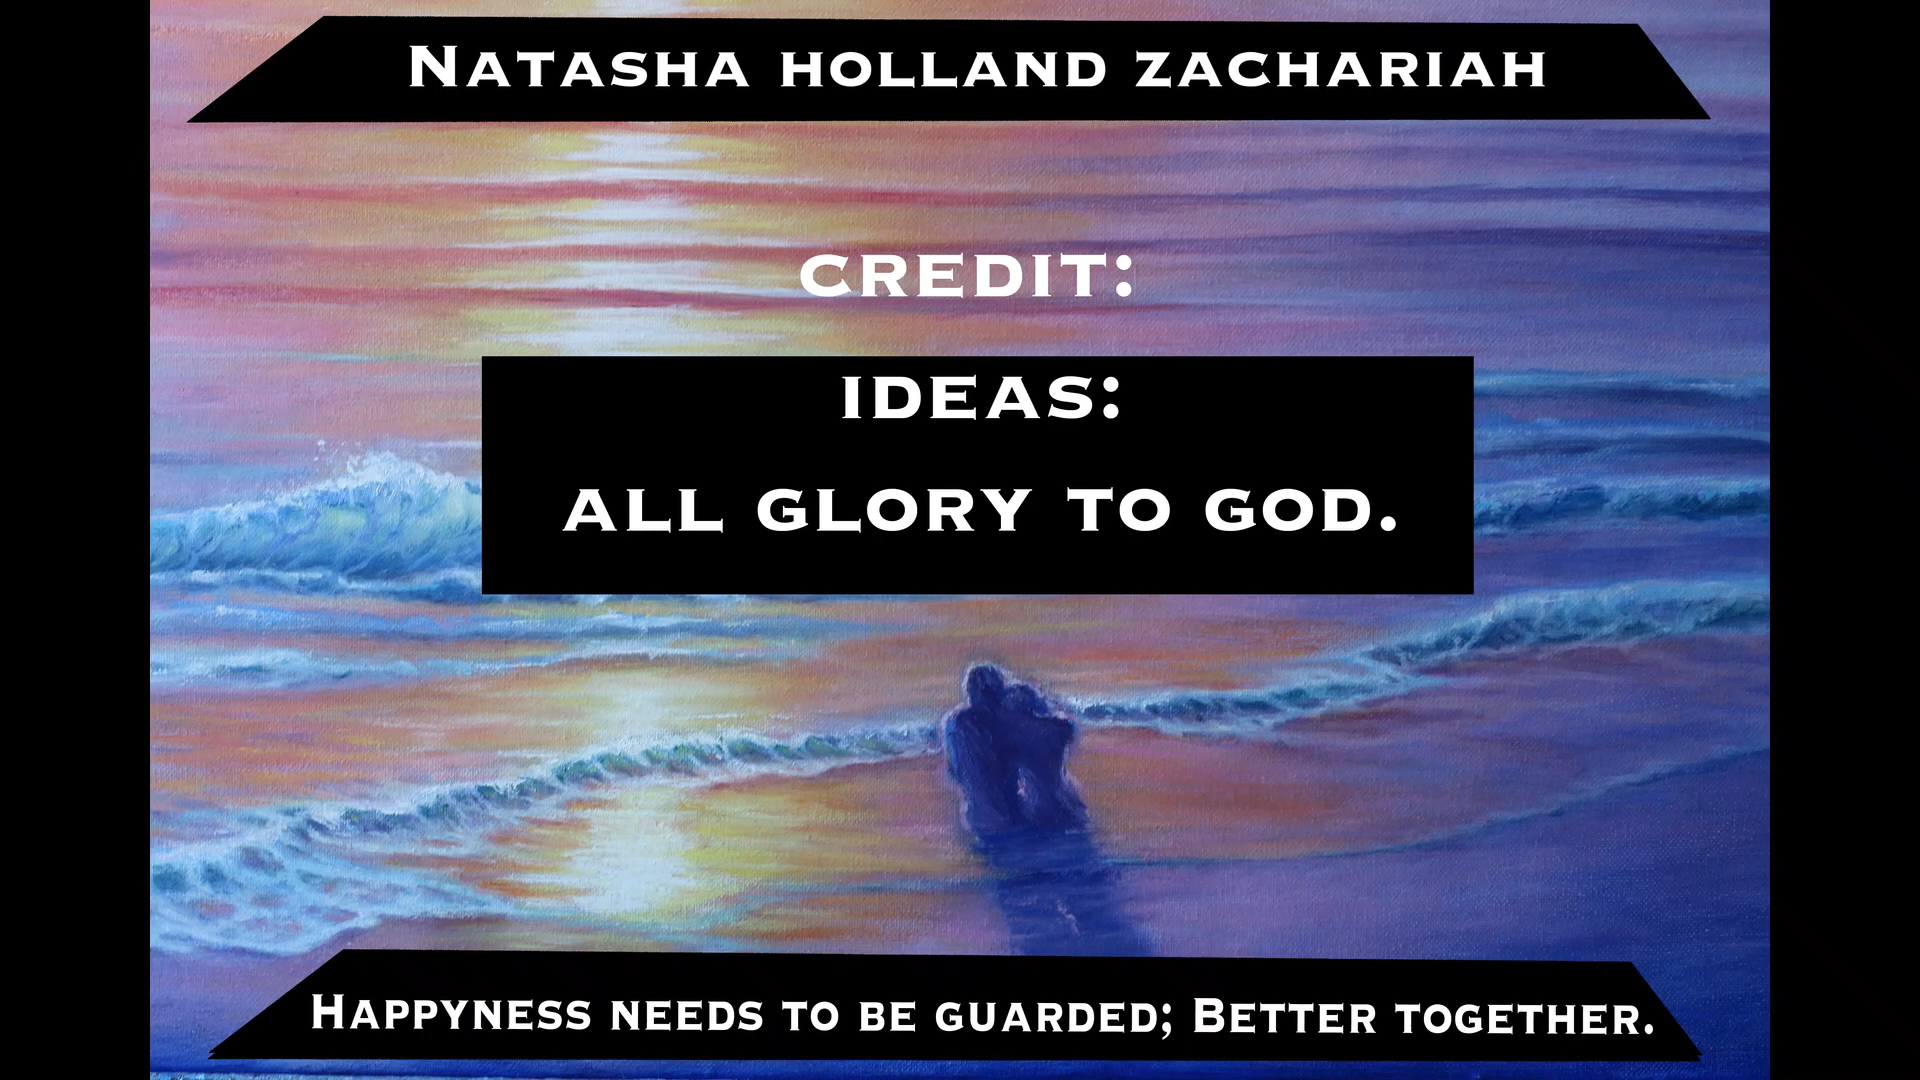 Natasha holland zachariah
credit:
ideas:
all glory to god.
Happyness needs to be guarded; Better together.